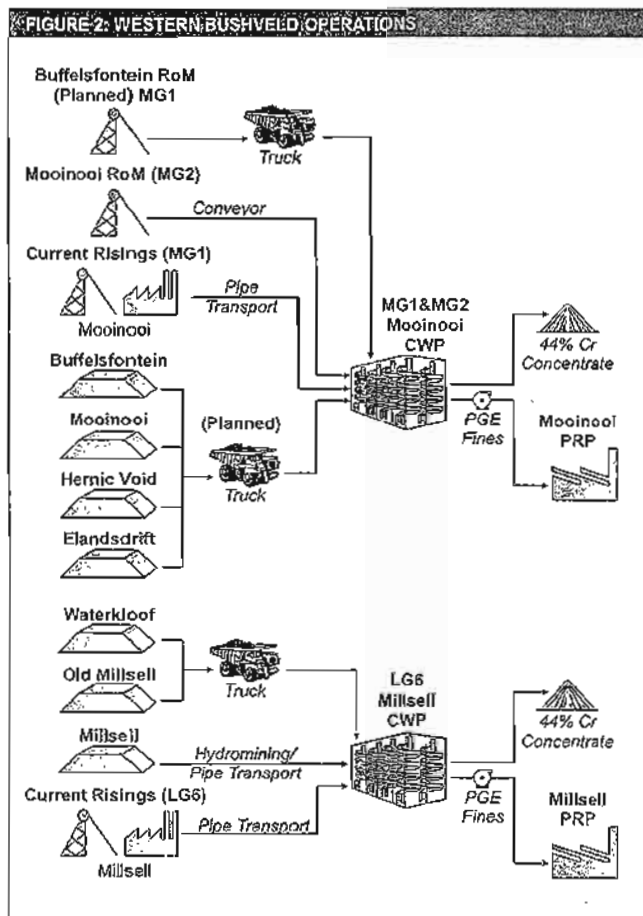 FIGURE 2: WESTERN BUSHVELD OPERATIONS
Buffelsfontein RoM
(Planned) MG1
Truck
Mooinooi RoM (MG2)
Conveyor
Current Risings (MG1)
Pipe
Transport
Mooinooi
MG1&MG2
Mooinooi
CWP
44% Cr
Concentrate
PGE
Fines
Mooinooi
PRP
Buffelsfontein
Mooinooi
Hernic Void
Elandsdrift
(Planned)
Truck
Waterkloof
Old Millsell
Truck
Millsell
Hydromining/
Pipe Transport
Current Risings (LG6)
Pipe Transport
Millsell
LG6
Millsell
CWP
44% Cr
Concentrate
PGE
Fines
Millsell
PRP